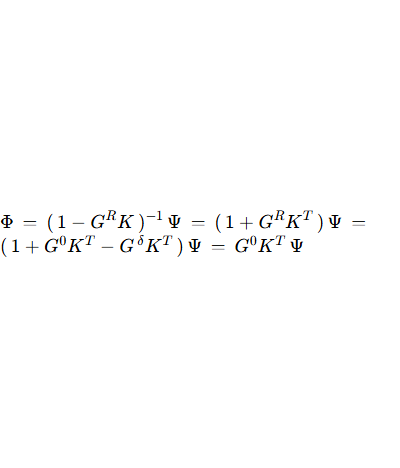 Φ = ( 1 − G^R K )^{−1} Ψ = ( 1 + G^R K^T ) Ψ =
( 1 + G^0 K^T − G^δ K^T ) Ψ = G^0 K^T Ψ